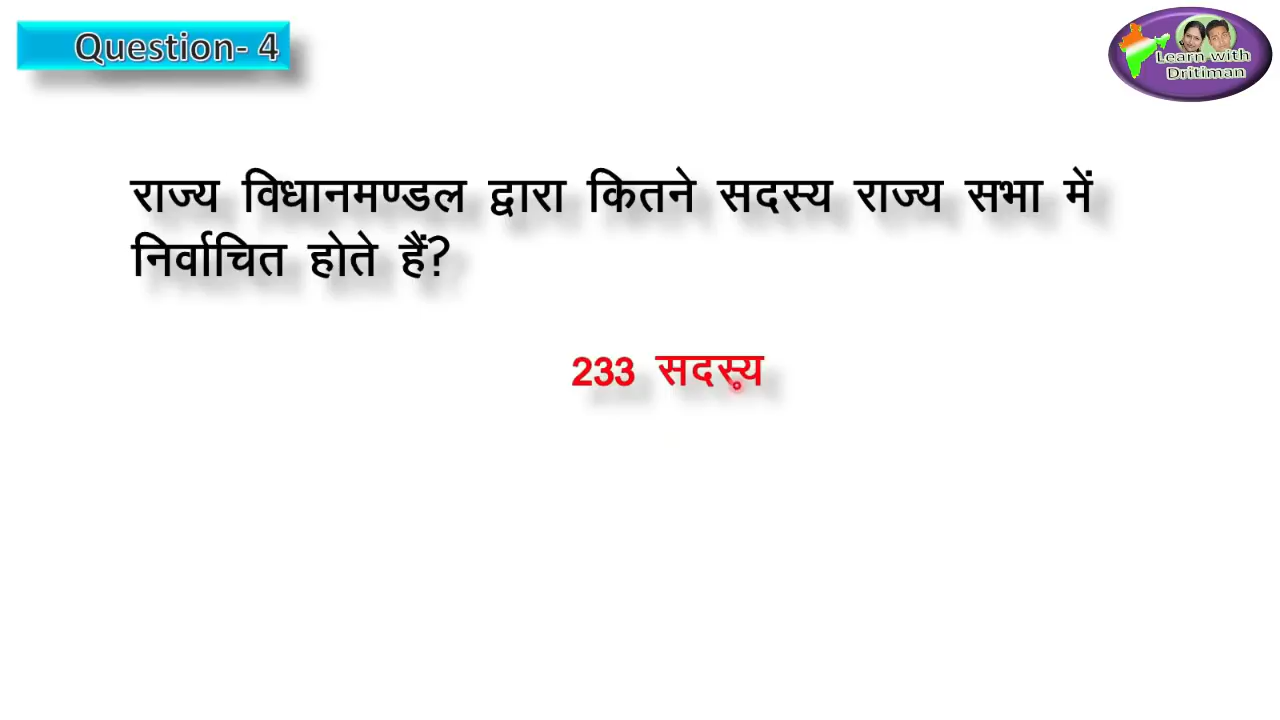 Question- 4
Learn with
Dritiman
राज्य विधानमण्डल द्वारा कितने सदस्य राज्य सभा में
निर्वाचित होते हैं?
233 सदस्य